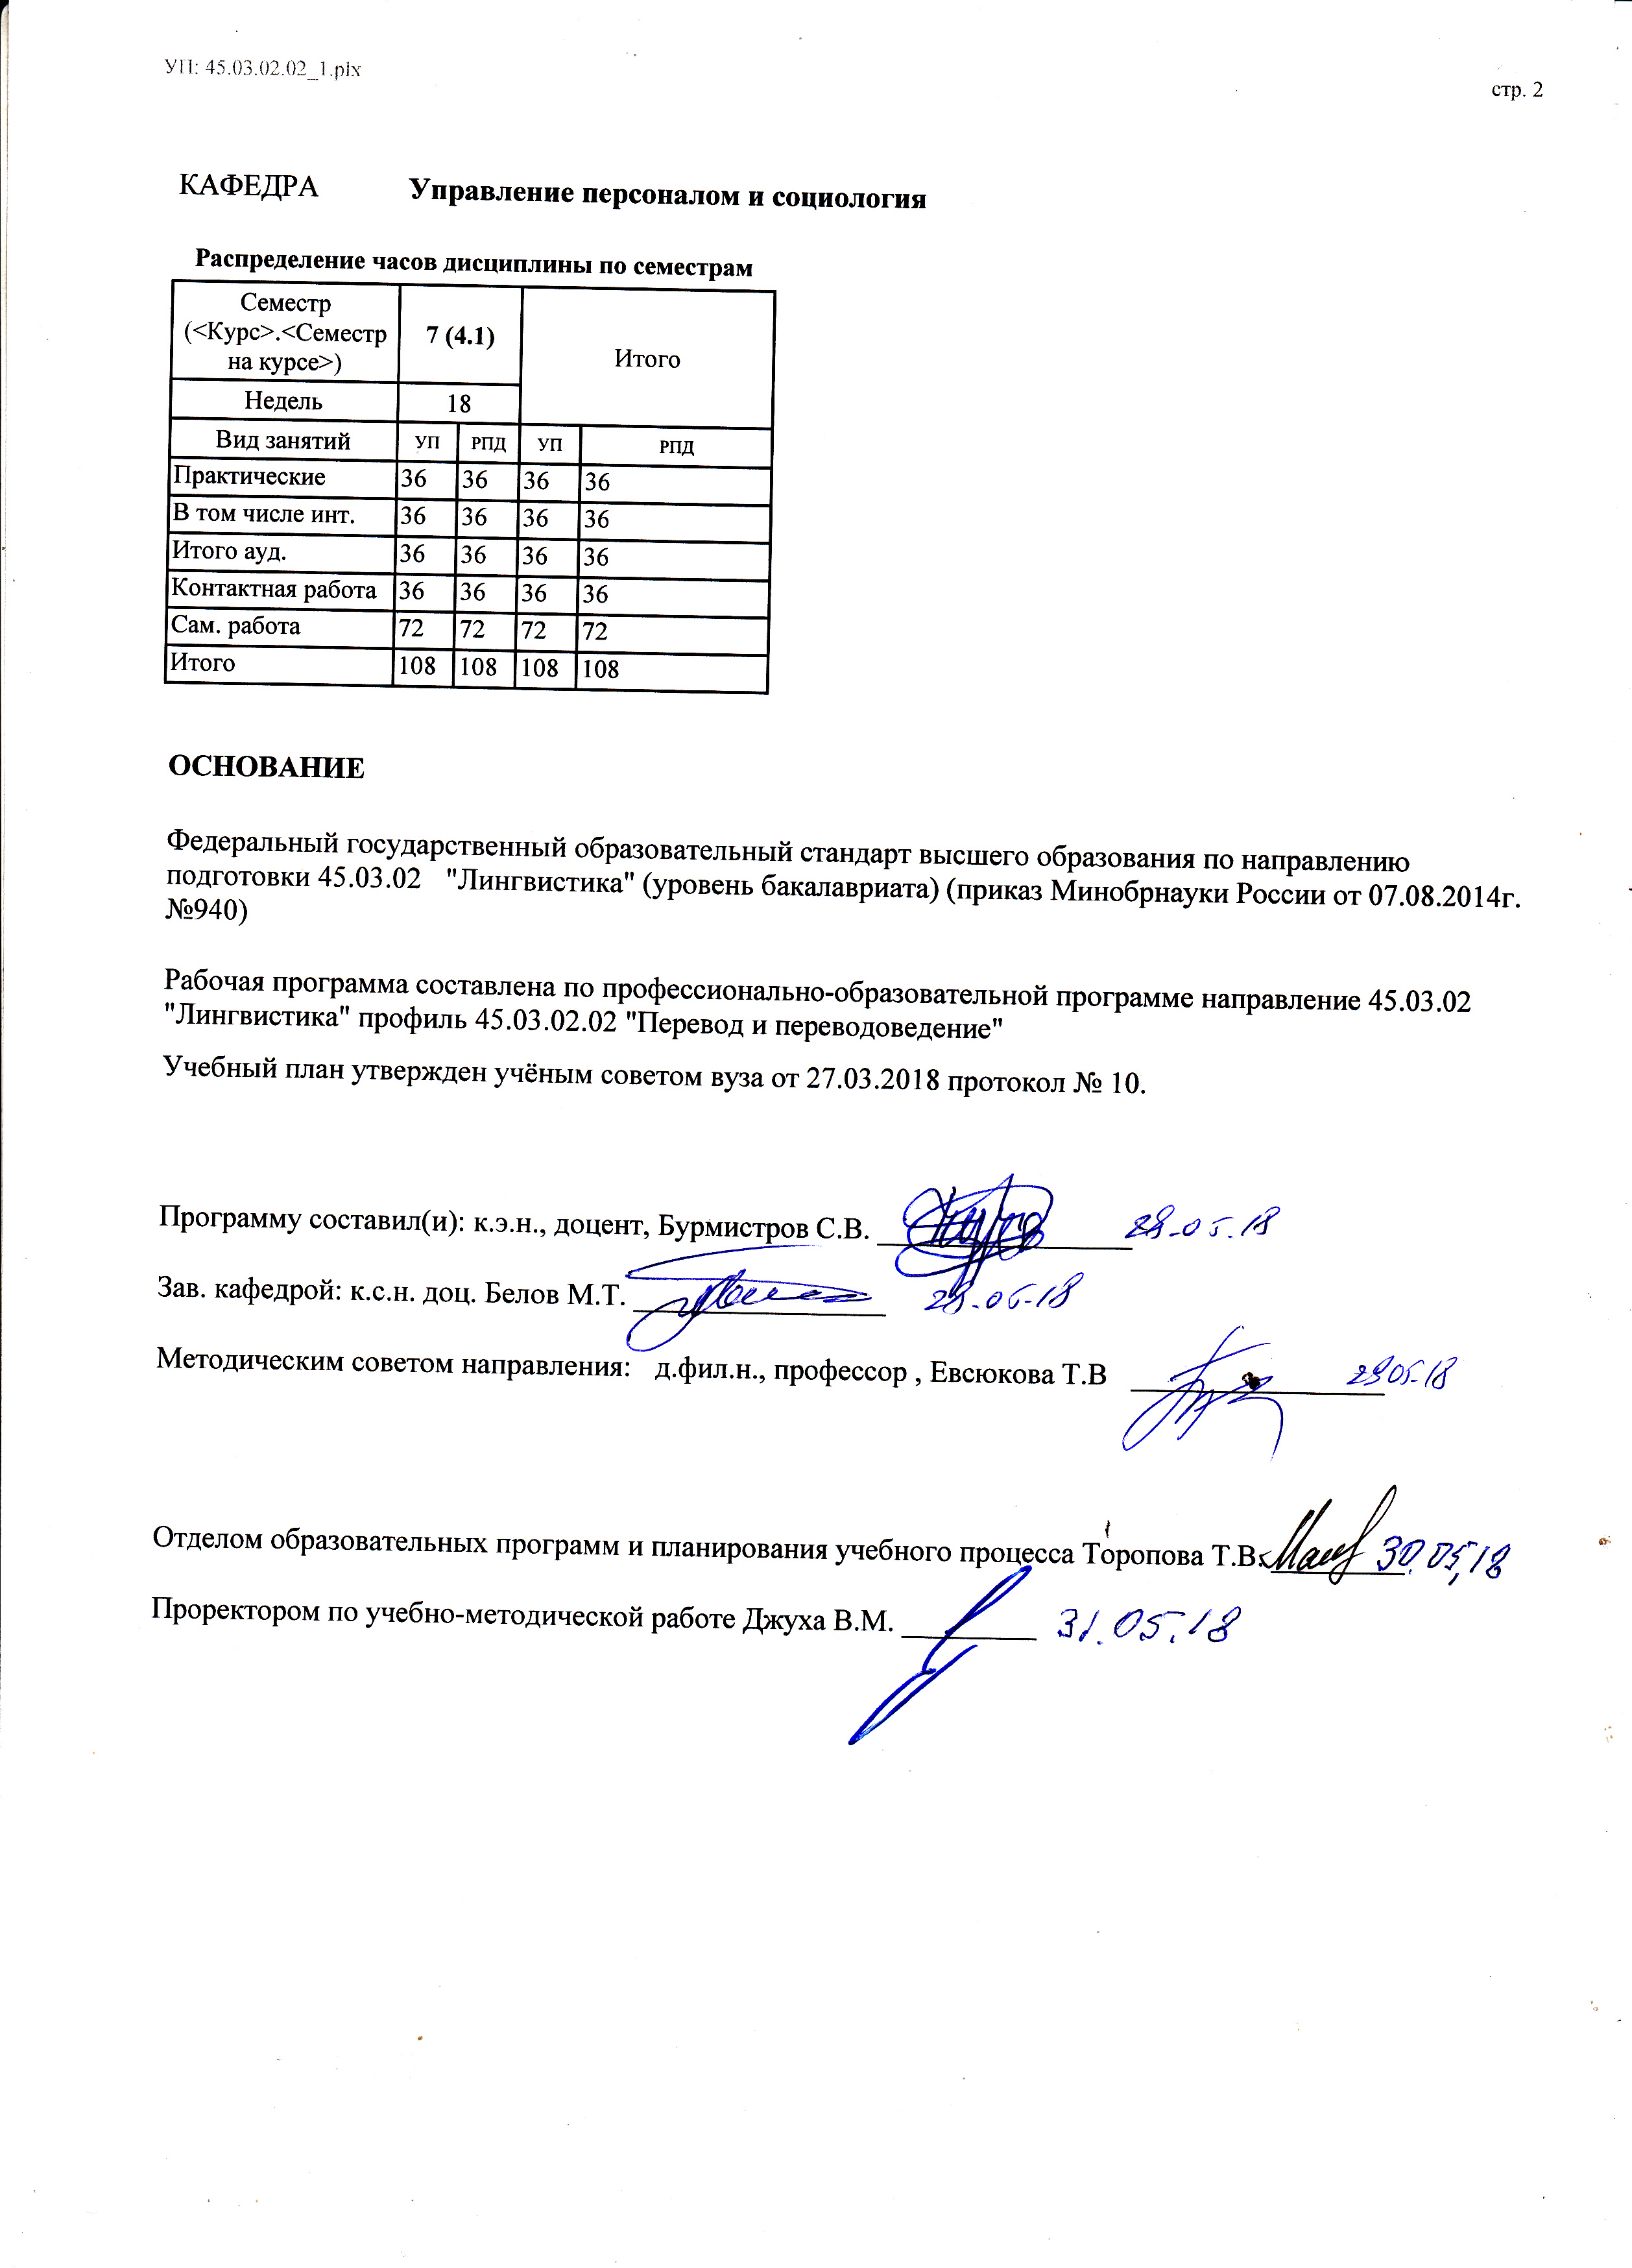 УП: 45.03.02.02_1.plx
стр. 2
КАФЕДРА Управление персоналом и социология
Распределение часов дисциплины по семестрам
Семестр
(<Курс>.<Семестр
на курсе>)
7 (4.1)
Итого
Недель 18
Вид занятий УП РПД УП РПД
Практические 36 36 36 36
В том числе инт. 36 36 36 36
Итого ауд. 36 36 36 36
Контактная работа 36 36 36 36
Сам. работа 72 72 72 72
Итого 108 108 108 108
ОСНОВАНИЕ
Федеральный государственный образовательный стандарт высшего образования по направлению
подготовки 45.03.02 "Лингвистика" (уровень бакалавриата) (приказ Минобрнауки России от 07.08.2014г.
№940)
Рабочая программа составлена по профессионально-образовательной программе направление 45.03.02
"Лингвистика" профиль 45.03.02.02 "Перевод и переводоведение"
Учебный план утвержден учёным советом вуза от 27.03.2018 протокол № 10.
Программу составил(и): к.э.н., доцент, Бурмистров С.В. 28-05.18
Зав. кафедрой: к.с.н. доц. Белов М.Т.
Методическим советом направления: д.фил.н., профессор , Евсюкова Т.В 29.05.18
Отделом образовательных программ и планирования учебного процесса Торопова Т.В. 30.05.18
Проректором по учебно-методической работе Джуха В.М. 31.05.18